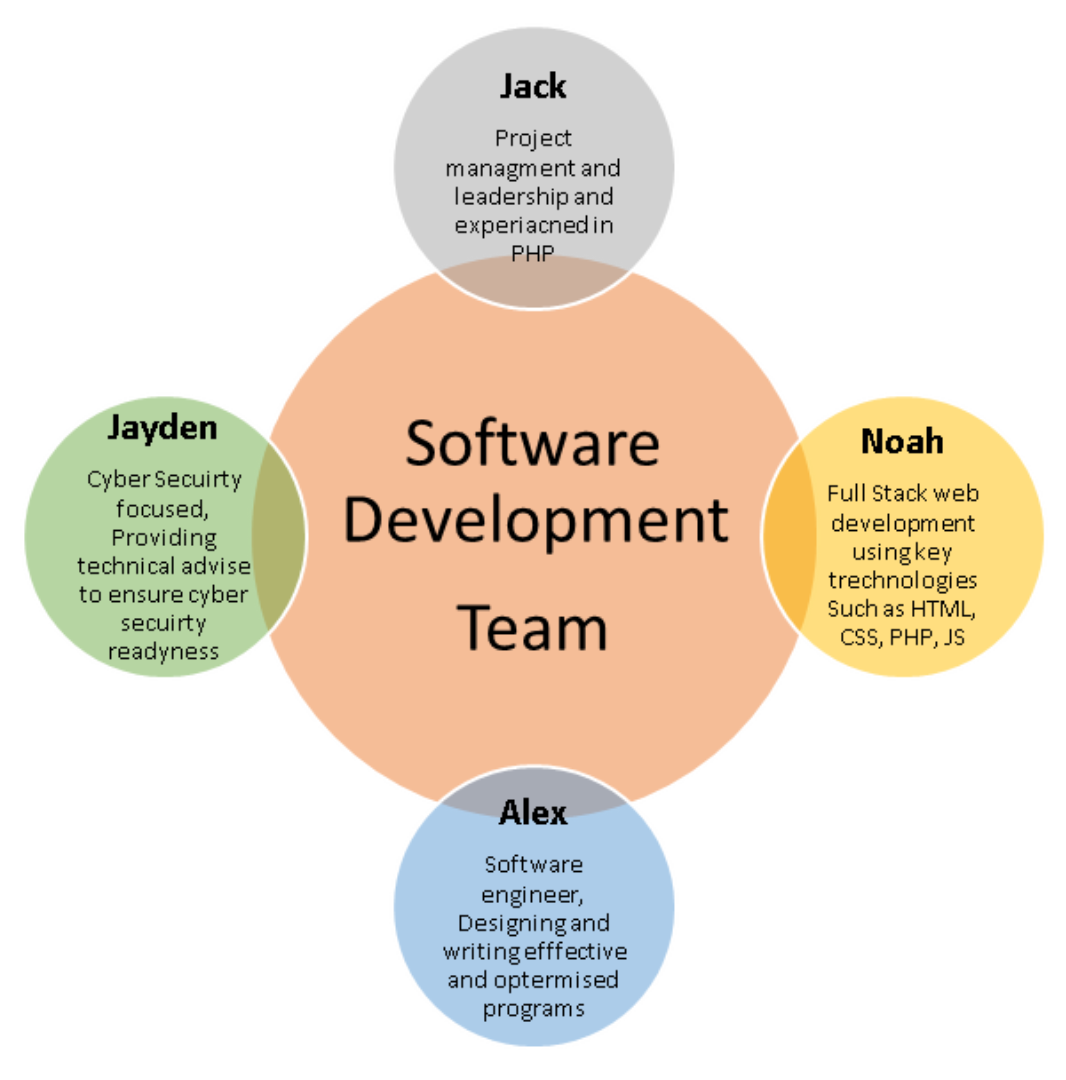 Jack
Project
managment and
leadership and
experiacned in
PHP
Jayden
Cyber Secuirty
focused,
Providing
technical advise
to ensure cyber
secuirty
readyness
Software
Development
Team
Noah
Full Stack web
development
using key
trechnologies
Such as HTML,
CSS, PHP, JS
Alex
Software
engineer,
Designing and
writing efffective
and optermised
programs